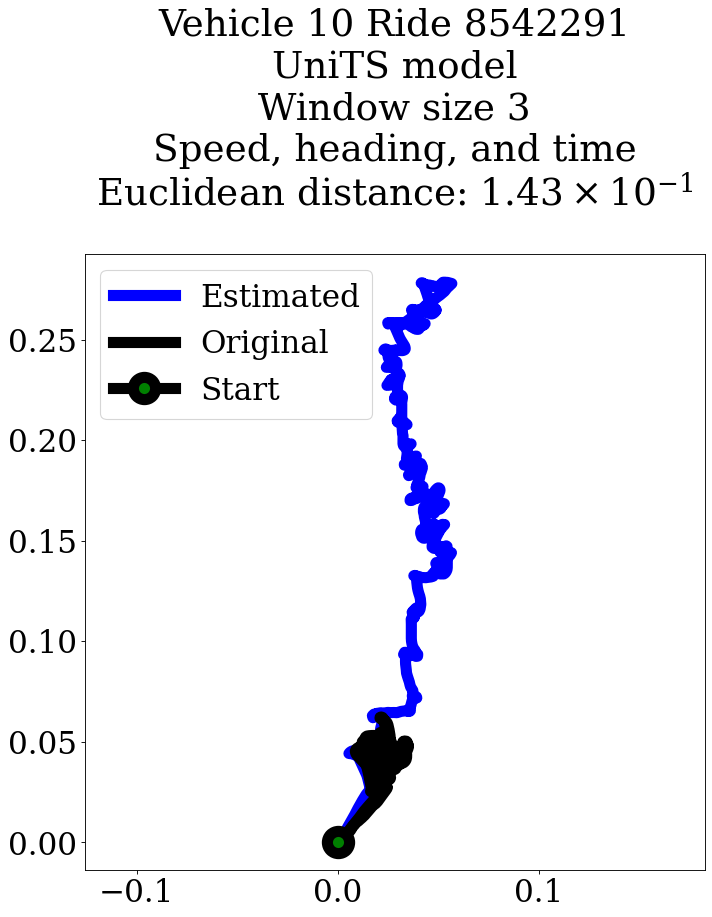 Vehicle 10 Ride 8542291
UniTS model
Window size 3
Speed, heading, and time
Euclidean distance: 1.43 × 10⁻¹
Estimated
Original
Start
0.25
0.20
0.15
0.10
0.05
0.00
−0.1 0.0 0.1